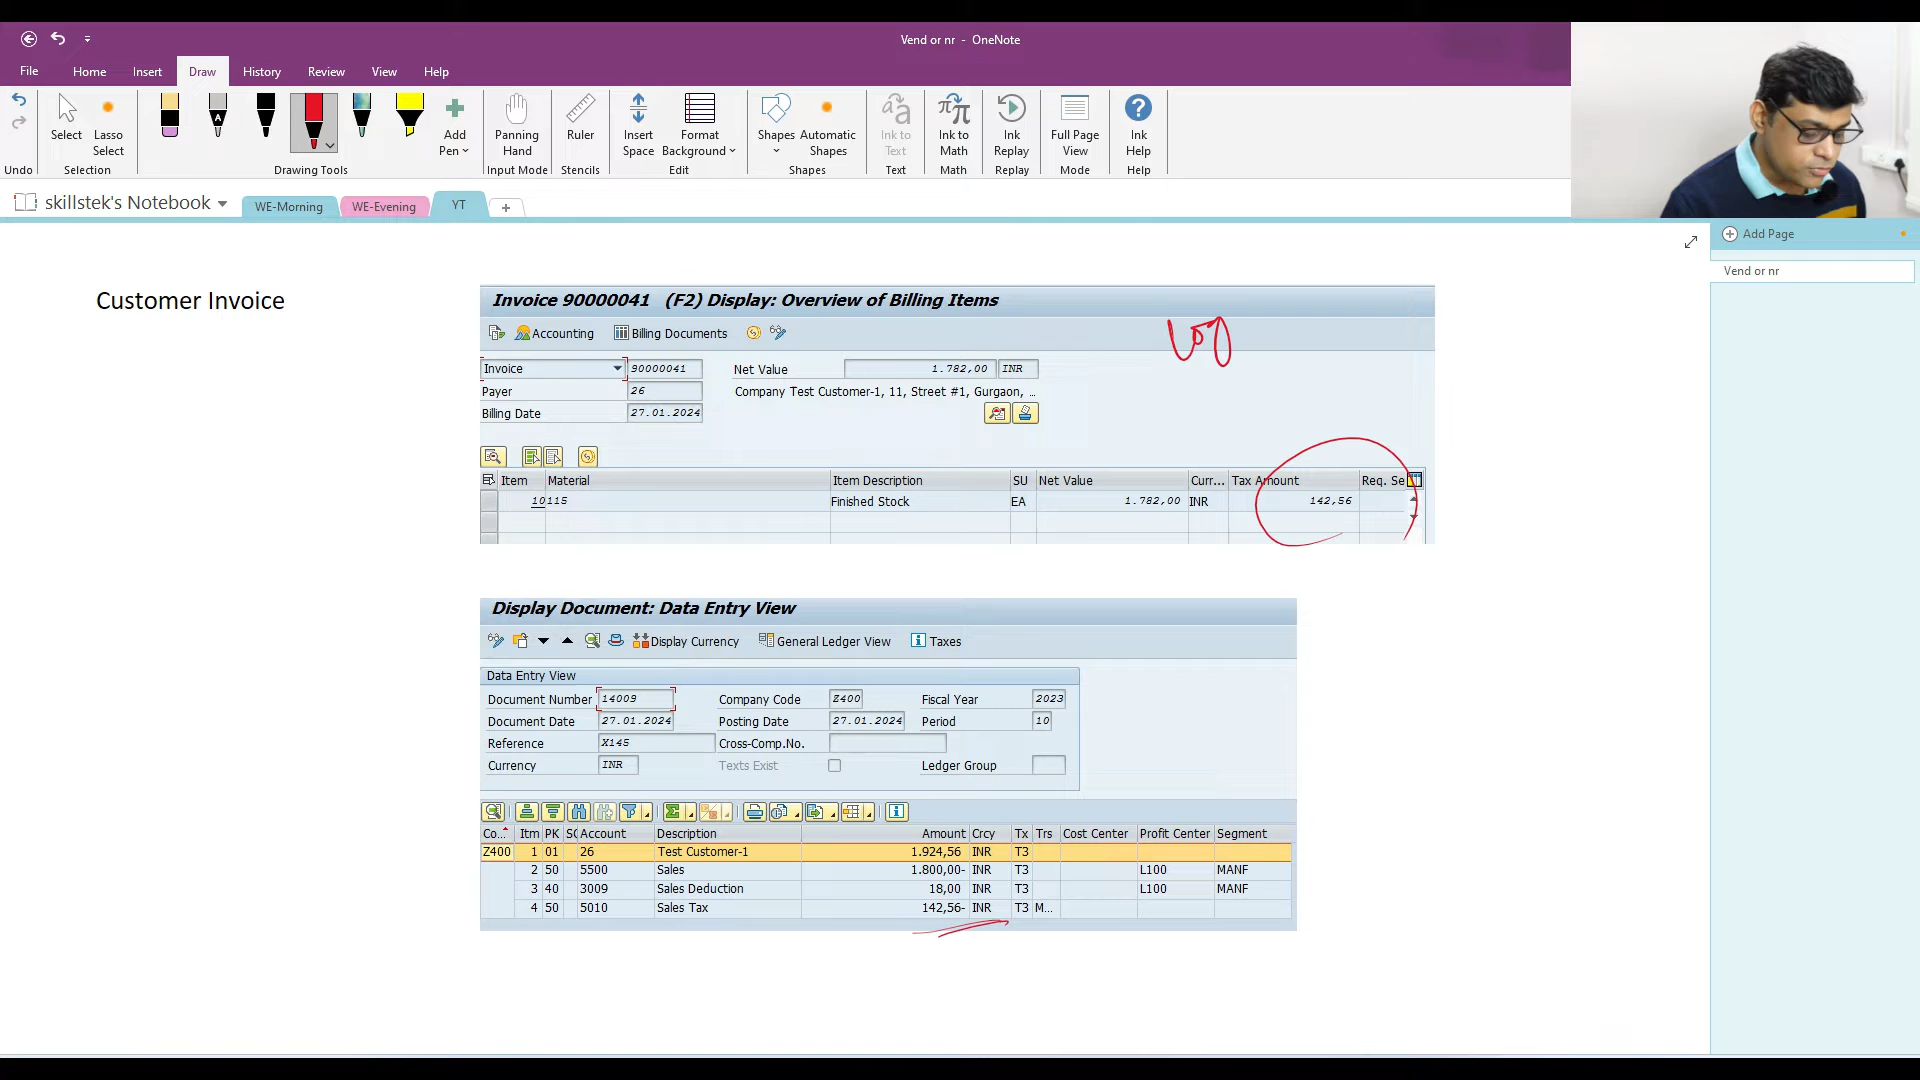 Vend or nr - OneNote
File Home Insert Draw History Review View Help
Select Lasso Select Add Pen Panning Hand Ruler Insert Space Format Background Shapes Automatic Shapes Ink to Text Ink to Math Ink Replay Full Page View Ink Help
Undo Selection Drawing Tools Input Mode Stencils Edit Shapes Text Math Replay Mode Help
skillstek's Notebook WE-Morning WE-Evening YT
Add Page
Vend or nr
Customer Invoice
Invoice 90000041 (F2) Display: Overview of Billing Items
Accounting Billing Documents
Invoice 90000041 Net Value 1.782,00 INR
Payer 26 Company Test Customer-1, 11, Street #1, Gurgaon, ...
Billing Date 27.01.2024
Item Material Item Description SU Net Value Curr... Tax Amount Req. Se
10 115 Finished Stock EA 1.782,00 INR 142,56
Display Document: Data Entry View
Display Currency General Ledger View Taxes
Data Entry View
Document Number 14009 Company Code Z400 Fiscal Year 2023
Document Date 27.01.2024 Posting Date 27.01.2024 Period 10
Reference X145 Cross-Comp.No.
Currency INR Texts Exist Ledger Group
Co... Itm PK SG Account Description Amount Crcy Tx Trs Cost Center Profit Center Segment
Z400 1 01 26 Test Customer-1 1.924,56 INR T3
2 50 5500 Sales 1.800,00- INR T3 L100 MANF
3 40 3009 Sales Deduction 18,00 INR T3 L100 MANF
4 50 5010 Sales Tax 142,56- INR T3 M...